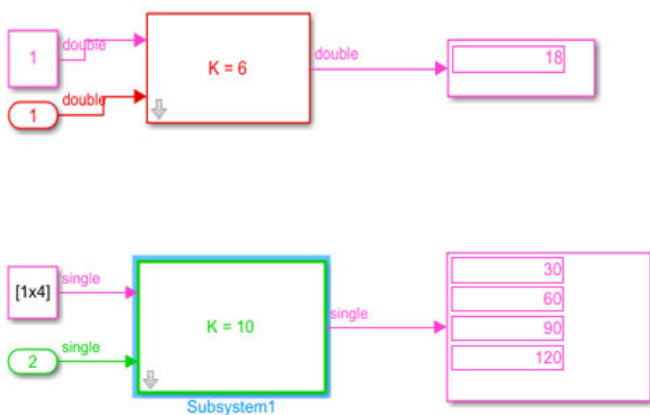 1
double
K = 6
double
18
double
1
[1x4]
single
K = 10
single
30
60
90
120
single
2
Subsystem1